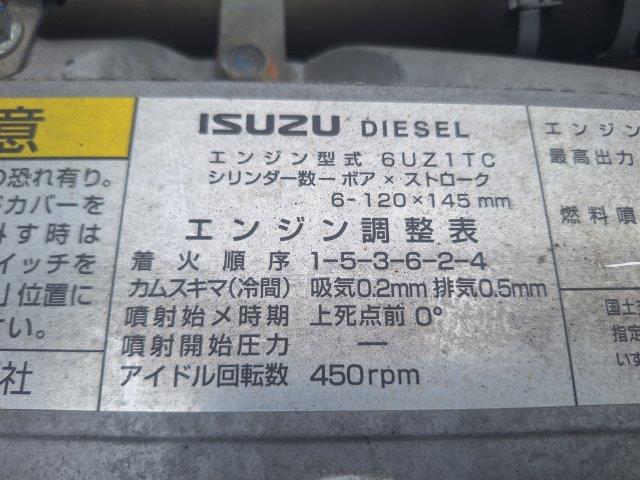 意
の恐れ有り。
ドカバーを
外す時は
イッチを
」位置に
さい。
社
ISUZU DIESEL
エンジン型式 6UZ1TC
シリンダー数ーボア×ストローク
6-120×145mm
エンジン調整表
着火順序 1-5-3-6-2-4
カムスキマ(冷間) 吸気0.2mm 排気0.5mm
噴射始メ時期 上死点前 0°
噴射開始圧力 ー
アイドル回転数 450rpm
エンジン
最高出力
燃料噴
国土
指定
いす